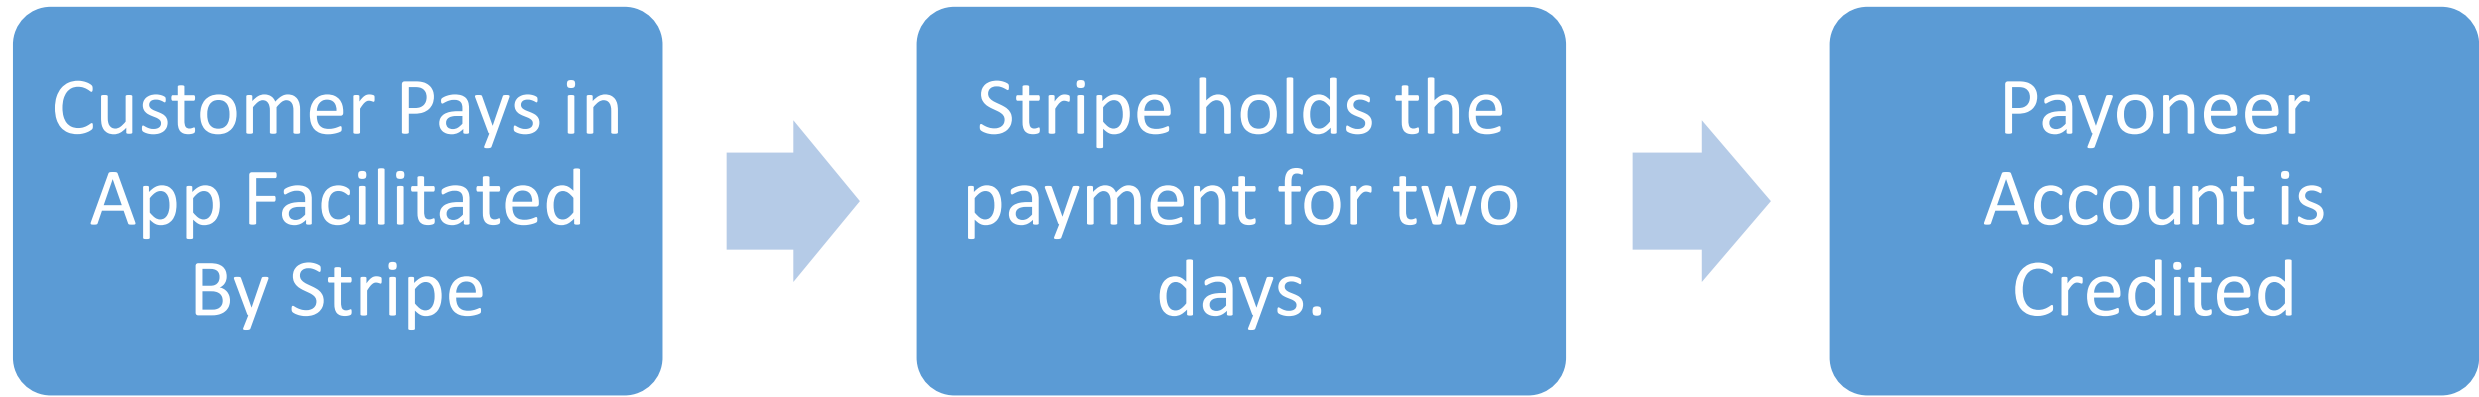 Customer Pays in
App Facilitated
By Stripe
Stripe holds the
payment for two
days.
Payoneer
Account is
Credited